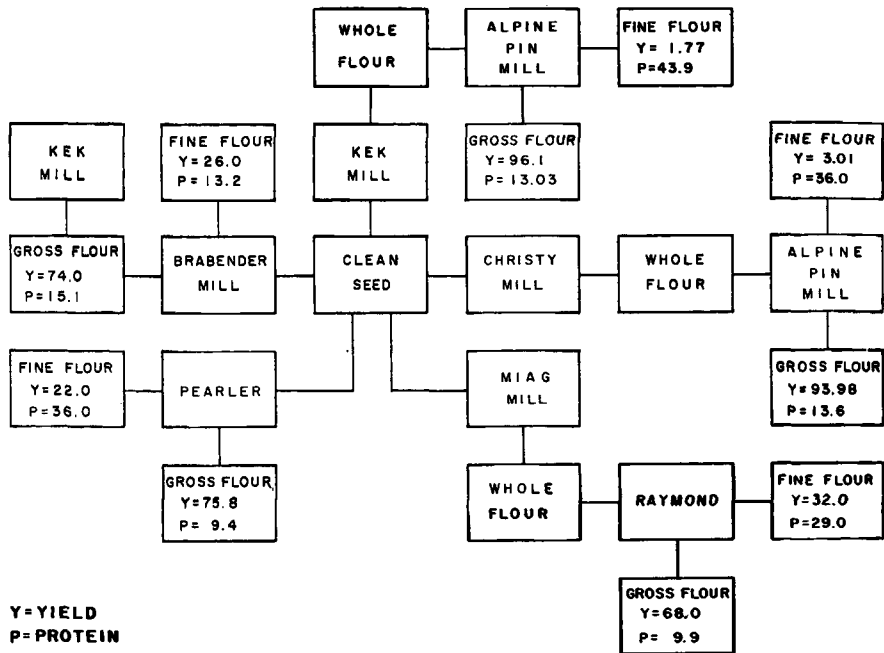 WHOLE
FLOUR
ALPINE
PIN
MILL
FINE FLOUR
Y= 1.77
P=43.9
KEK
MILL
FINE FLOUR
Y=26.0
P=13.2
KEK
MILL
GROSS FLOUR
Y=96.1
P=13.03
FINE FLOUR
Y= 3.01
P=36.0
GROSS FLOUR
Y=74.0
P=15.1
BRABENDER
MILL
CLEAN
SEED
CHRISTY
MILL
WHOLE
FLOUR
ALPINE
PIN
MILL
FINE FLOUR
Y=22.0
P=36.0
PEARLER
MIAG
MILL
GROSS FLOUR
Y=93.98
P=13.6
GROSS FLOUR
Y=75.8
P= 9.4
WHOLE
FLOUR
RAYMOND
FINE FLOUR
Y=32.0
P=29.0
GROSS FLOUR
Y=68.0
P= 9.9
Y=YIELD
P=PROTEIN